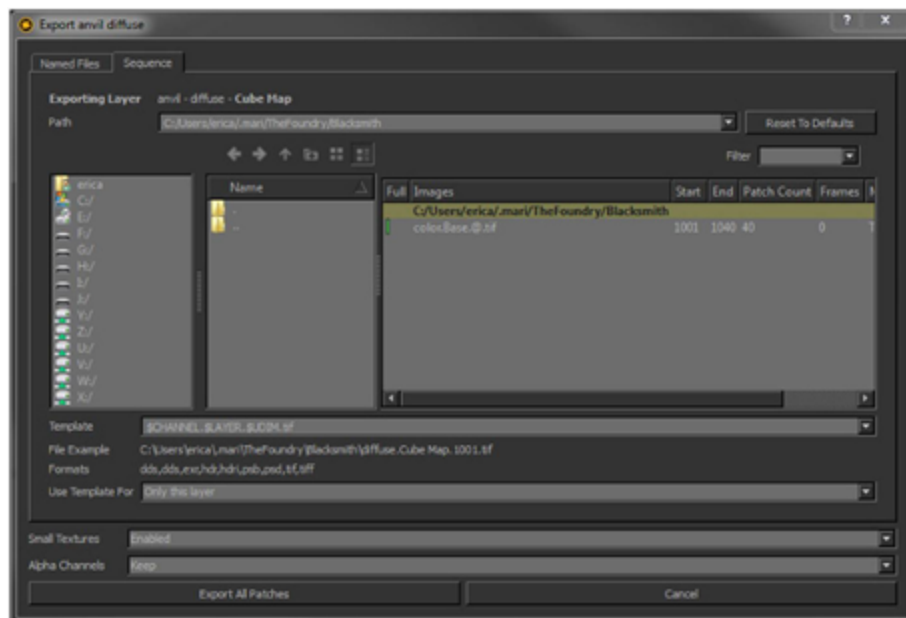 Export anvil diffuse
Named Files Sequence
Exporting Layer anvil - diffuse - Cube Map
Path C:/Users/erica/.mari/TheFoundry/Blacksmith Reset To Defaults
Filter
erica
C:/
E:/
F:/
G:/
H:/
I:/
J:/
Y:/
Z:/
U:/
V:/
W:/
X:/
Name
..
..
Full Images Start End Patch Count Frames M
C:/Users/erica/.mari/TheFoundry/Blacksmith
color.Base.@.tif 1001 1040 40 0 T
Template $CHANNEL.$LAYER.$UDIM.tif
File Example C:\Users\erica\.mari\TheFoundry\Blacksmith\diffuse.Cube Map.1001.tif
Formats dds,dds,exr,hdr,hdri,psb,psd,tif,tiff
Use Template For Only this layer
Small Textures Enabled
Alpha Channels Keep
Export All Patches Cancel